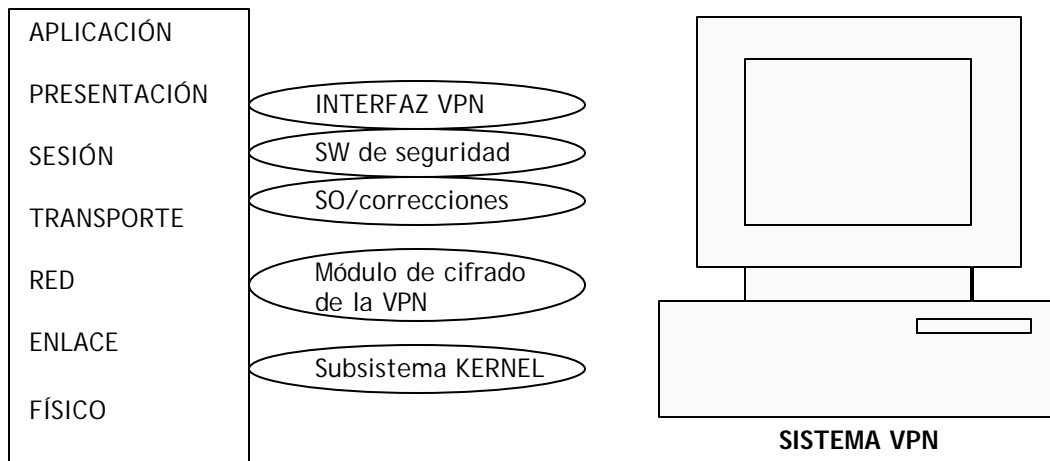 APLICACIÓN
PRESENTACIÓN
SESIÓN
TRANSPORTE
RED
ENLACE
FÍSICO
INTERFAZ VPN
SW de seguridad
SO/correcciones
Módulo de cifrado
de la VPN
Subsistema KERNEL
SISTEMA VPN